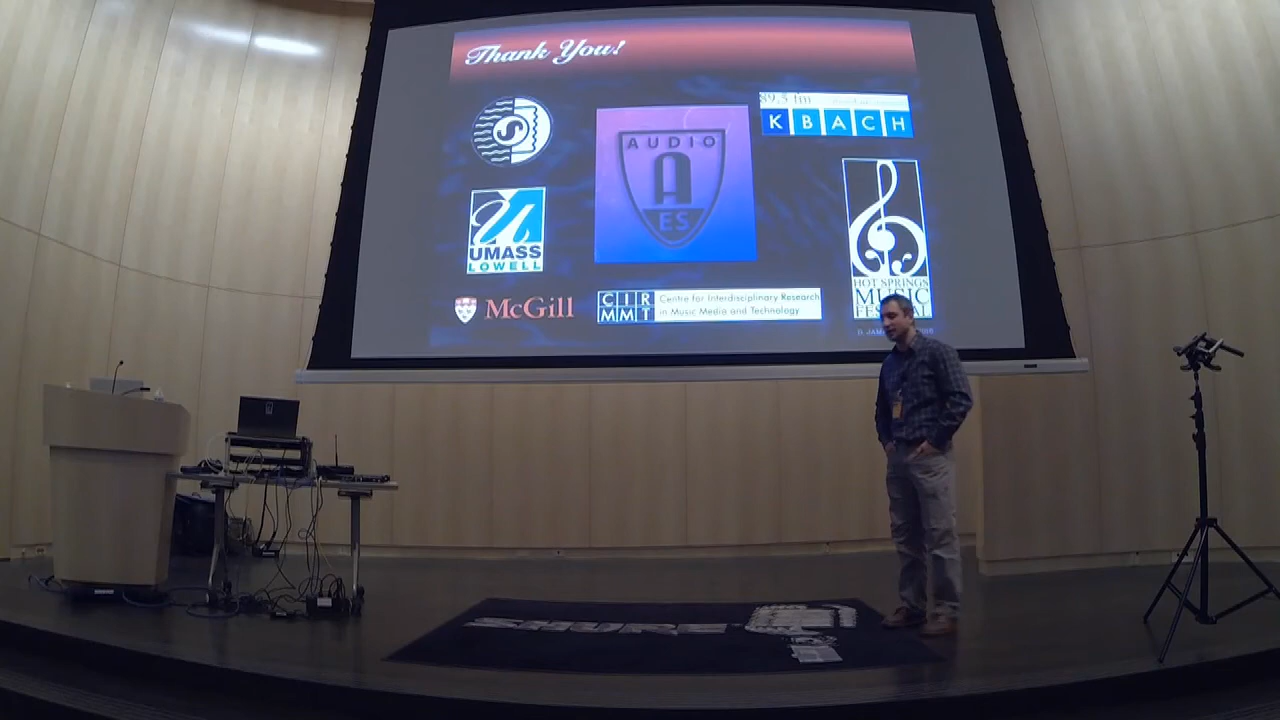 Thank You!
89.5 fm
K BACH
AUDIO
A
ES
UMASS
LOWELL
HOT SPRINGS
MUSIC
FESTIVAL
McGill
CIR
MMT
Centre for Interdisciplinary Research
in Music Media and Technology
SHURE